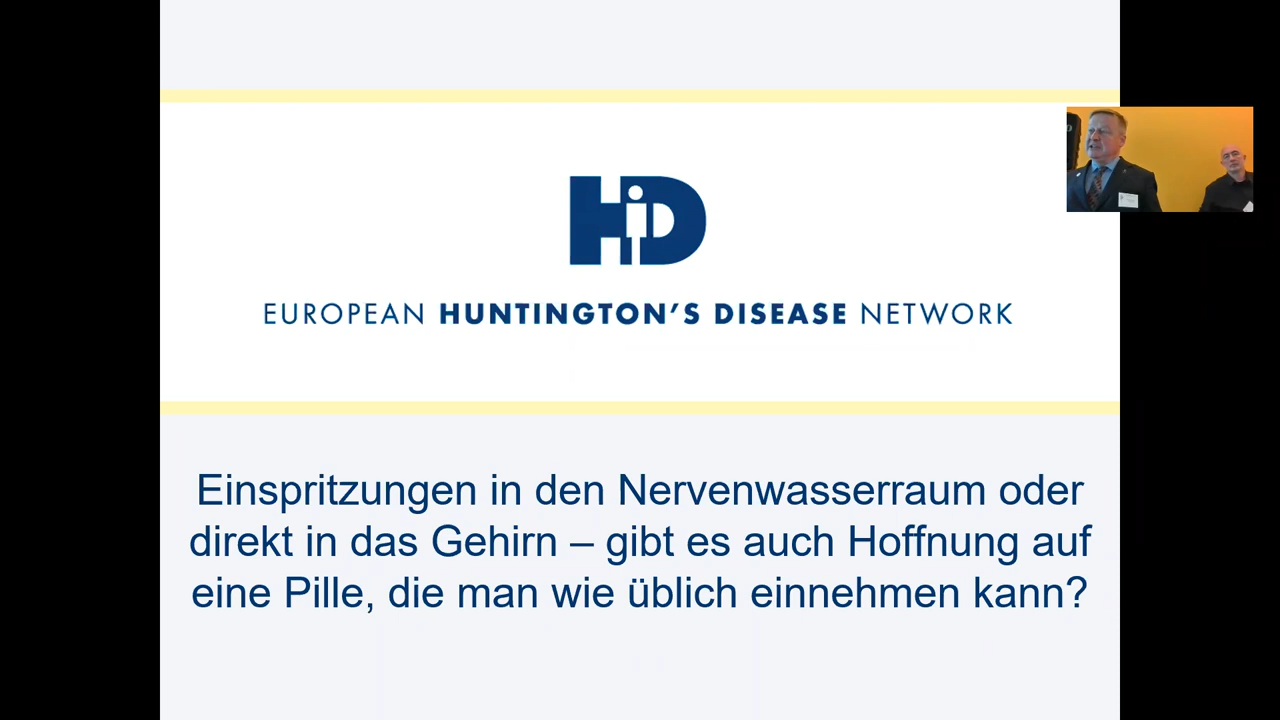 HD
EUROPEAN HUNTINGTON'S DISEASE NETWORK
Einspritzungen in den Nervenwasserraum oder
direkt in das Gehirn – gibt es auch Hoffnung auf
eine Pille, die man wie üblich einnehmen kann?